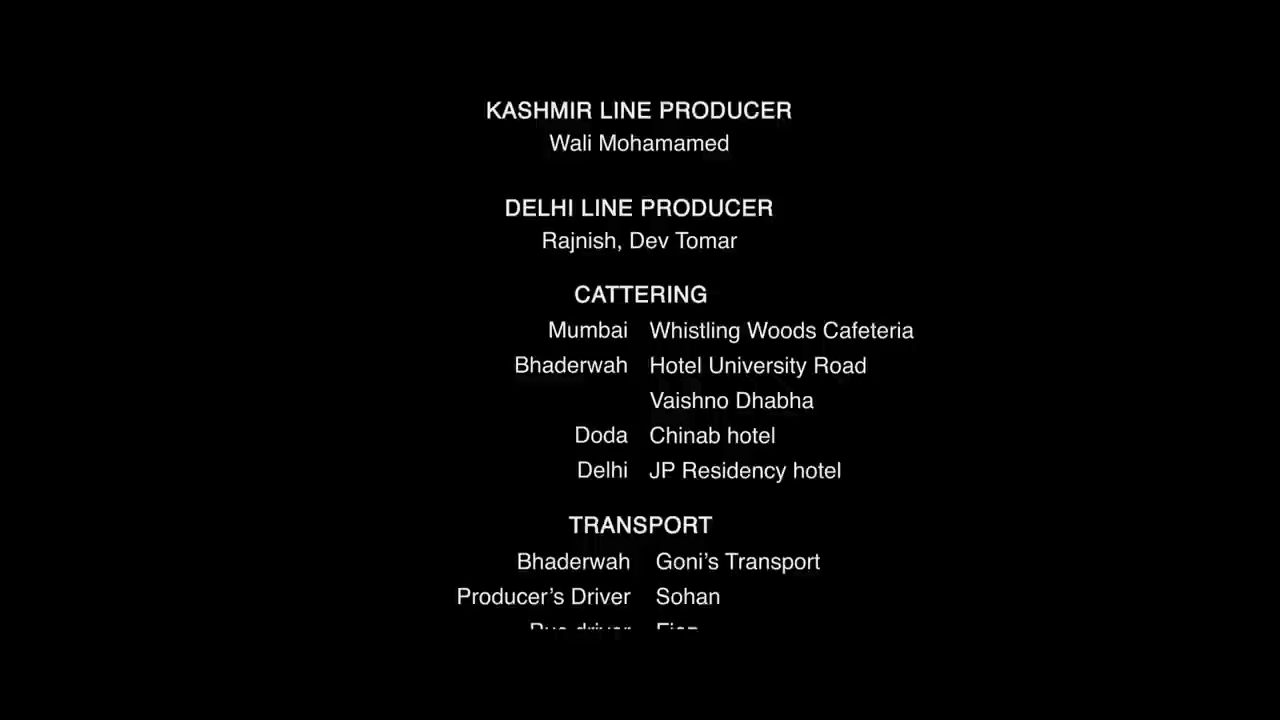 KASHMIR LINE PRODUCER
Wali Mohamamed
DELHI LINE PRODUCER
Rajnish, Dev Tomar
CATTERING
Mumbai Whistling Woods Cafeteria
Bhaderwah Hotel University Road
Vaishno Dhabha
Doda Chinab hotel
Delhi JP Residency hotel
TRANSPORT
Bhaderwah Goni's Transport
Producer's Driver Sohan
driver